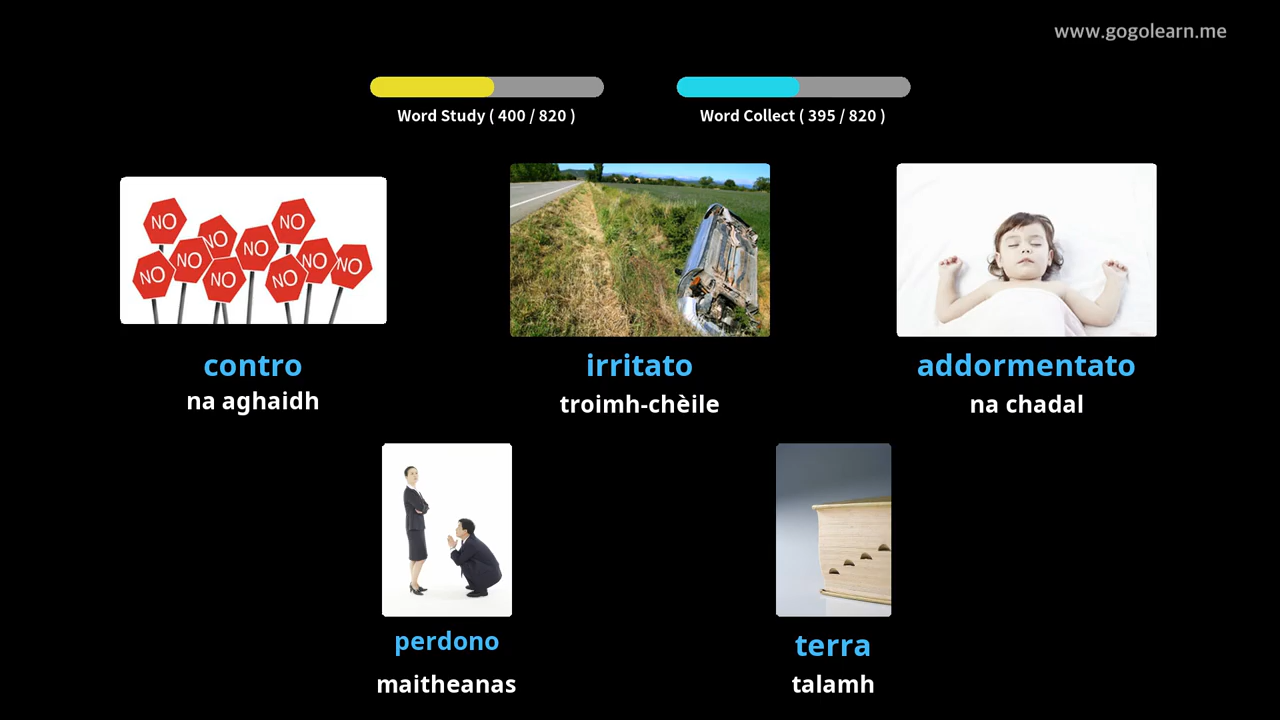 www.gogolearn.me
Word Study ( 400 / 820 )
Word Collect ( 395 / 820 )
NO
NO
NO
NO
NO
NO
NO
NO
NO
NO
contro
na aghaidh
irritato
troimh-chèile
addormentato
na chadal
perdono
maitheanas
terra
talamh